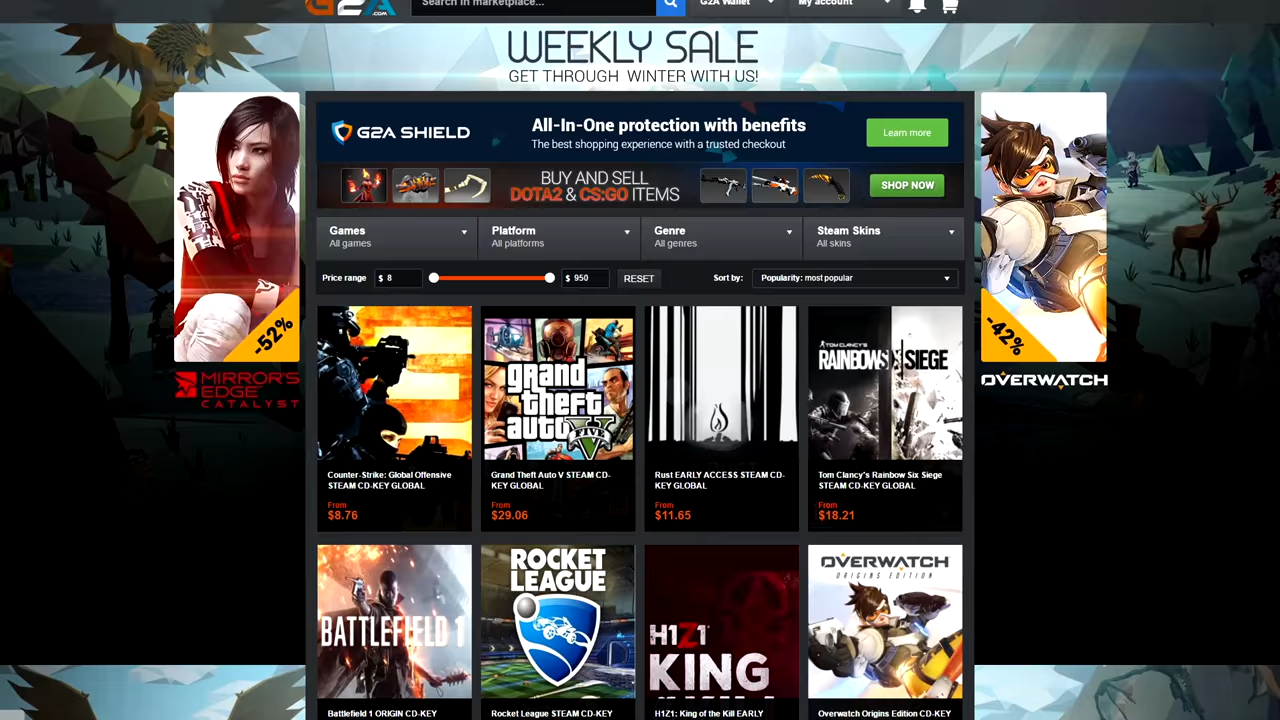 G2A
.COM
Search in marketplace...
G2A Wallet
My account
WEEKLY SALE
GET THROUGH WINTER WITH US!
G2A SHIELD
All-In-One protection with benefits
The best shopping experience with a trusted checkout
Learn more
BUY AND SELL
DOTA2 & CS:GO ITEMS
SHOP NOW
Games
All games
Platform
All platforms
Genre
All genres
Steam Skins
All skins
Price range
$ 8
$ 950
RESET
Sort by:
Popularity: most popular
-52%
MIRROR'S
EDGE
CATALYST
-42%
OVERWATCH
grand
theft
auto V
FIVE
TOM CLANCY'S
RAINBOW SIX SIEGE
Counter-Strike: Global Offensive
STEAM CD-KEY GLOBAL
From
$8.76
Grand Theft Auto V STEAM CD-
KEY GLOBAL
From
$29.06
Rust EARLY ACCESS STEAM CD-
KEY GLOBAL
From
$11.65
Tom Clancy's Rainbow Six Siege
STEAM CD-KEY GLOBAL
From
$18.21
BATTLEFIELD 1
ROCKET
LEAGUE
H1Z1
KING
OVERWATCH
ORIGINS EDITION
Battlefield 1 ORIGIN CD-KEY
Rocket League STEAM CD-KEY
H1Z1: King of the Kill EARLY
Overwatch Origins Edition CD-KEY